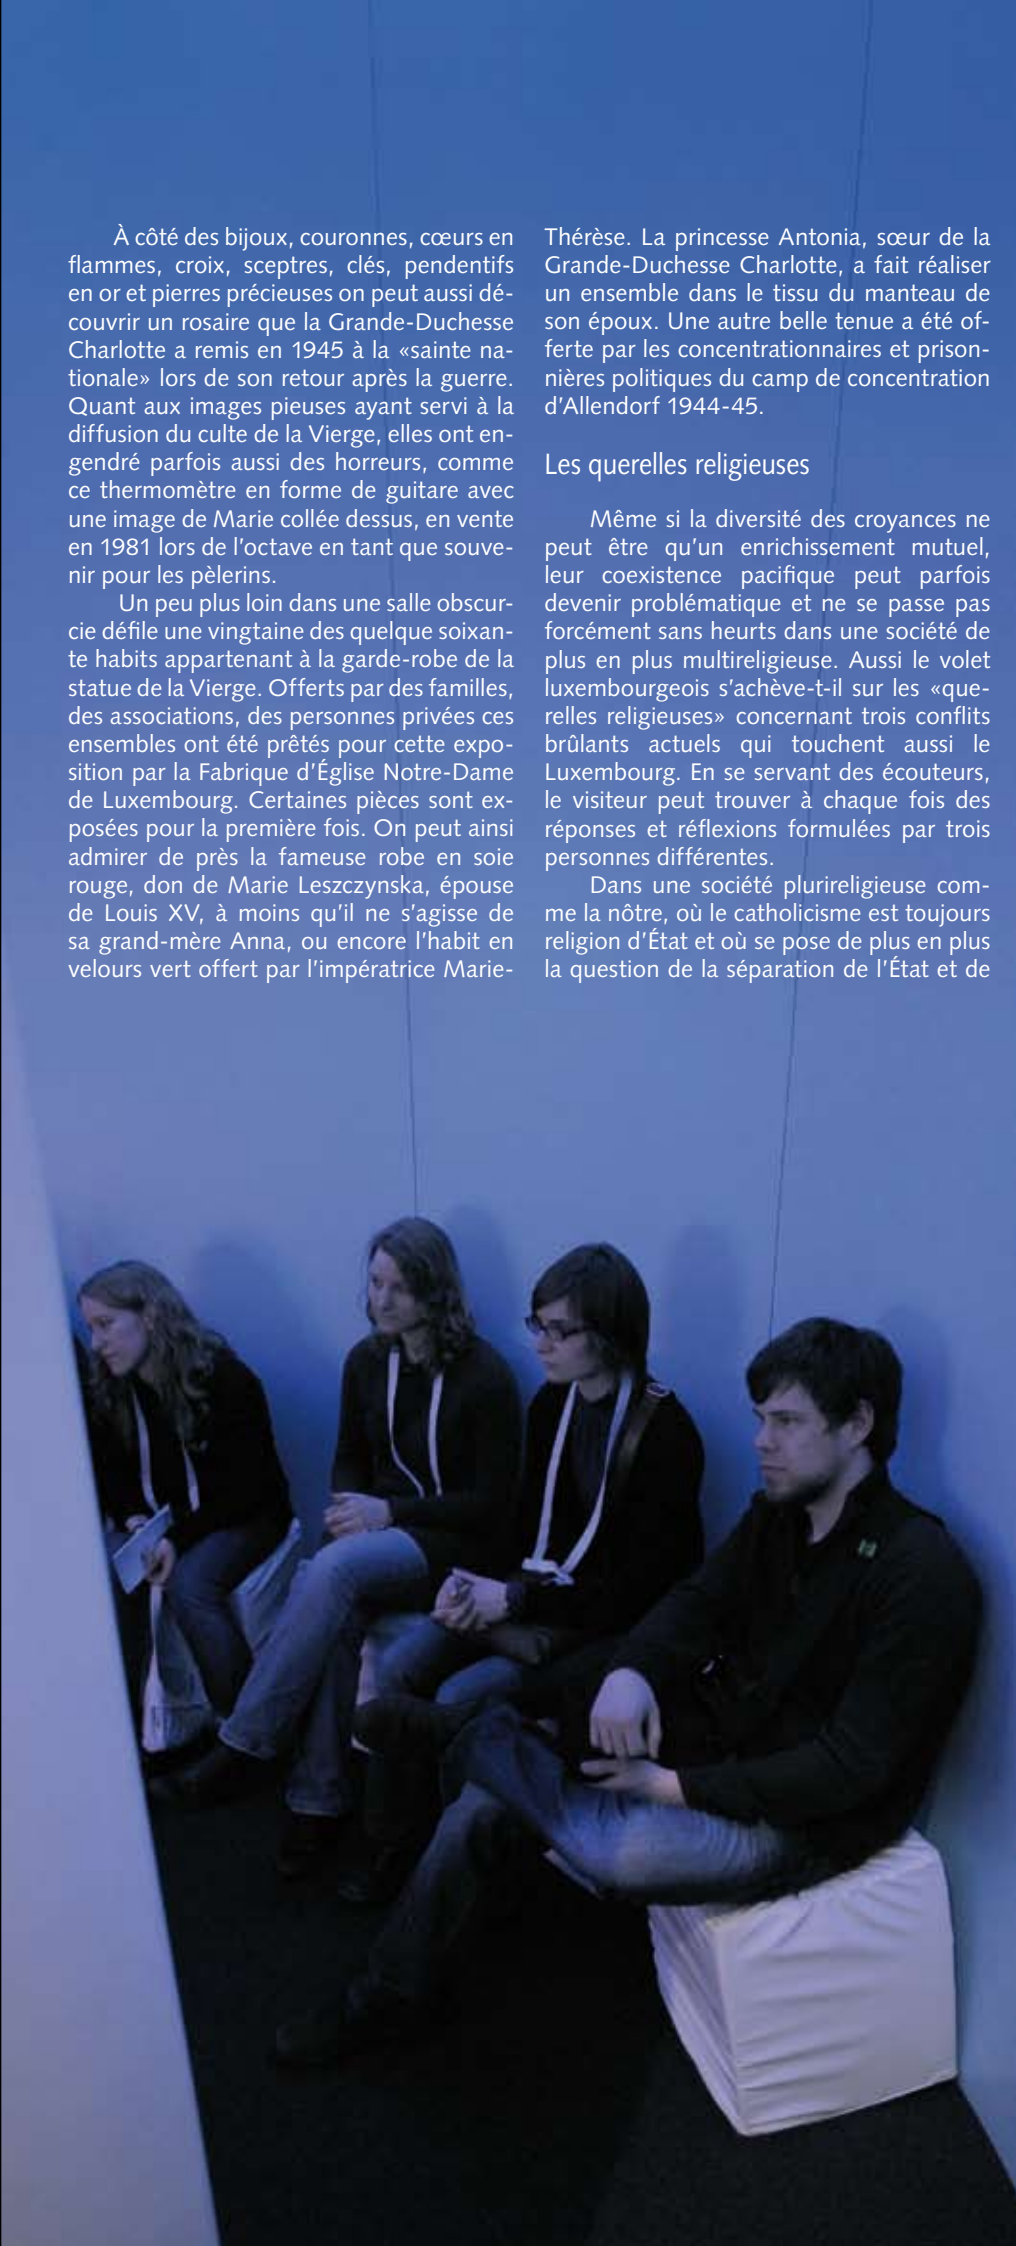 À côté des bijoux, couronnes, cœurs en
flammes, croix, sceptres, clés, pendentifs
en or et pierres précieuses on peut aussi dé-
couvrir un rosaire que la Grande-Duchesse
Charlotte a remis en 1945 à la «sainte na-
tionale» lors de son retour après la guerre.
Quant aux images pieuses ayant servi à la
diffusion du culte de la Vierge, elles ont en-
gendré parfois aussi des horreurs, comme
ce thermomètre en forme de guitare avec
une image de Marie collée dessus, en vente
en 1981 lors de l'octave en tant que souve-
nir pour les pèlerins.
Un peu plus loin dans une salle obscur-
cie défile une vingtaine des quelque soixan-
te habits appartenant à la garde-robe de la
statue de la Vierge. Offerts par des familles,
des associations, des personnes privées ces
ensembles ont été prêtés pour cette expo-
sition par la Fabrique d'Église Notre-Dame
de Luxembourg. Certaines pièces sont ex-
posées pour la première fois. On peut ainsi
admirer de près la fameuse robe en soie
rouge, don de Marie Leszczynska, épouse
de Louis XV, à moins qu'il ne s'agisse de
sa grand-mère Anna, ou encore l'habit en
velours vert offert par l'impératrice Marie-
Thérèse. La princesse Antonia, sœur de la
Grande-Duchesse Charlotte, a fait réaliser
un ensemble dans le tissu du manteau de
son époux. Une autre belle tenue a été of-
ferte par les concentrationnaires et prison-
nières politiques du camp de concentration
d'Allendorf 1944-45.
Les querelles religieuses
Même si la diversité des croyances ne
peut être qu'un enrichissement mutuel,
leur coexistence pacifique peut parfois
devenir problématique et ne se passe pas
forcément sans heurts dans une société de
plus en plus multireligieuse. Aussi le volet
luxembourgeois s'achève-t-il sur les «que-
relles religieuses» concernant trois conflits
brûlants actuels qui touchent aussi le
Luxembourg. En se servant des écouteurs,
le visiteur peut trouver à chaque fois des
réponses et réflexions formulées par trois
personnes différentes.
Dans une société plurireligieuse com-
me la nôtre, où le catholicisme est toujours
religion d'État et où se pose de plus en plus
la question de la séparation de l'État et de